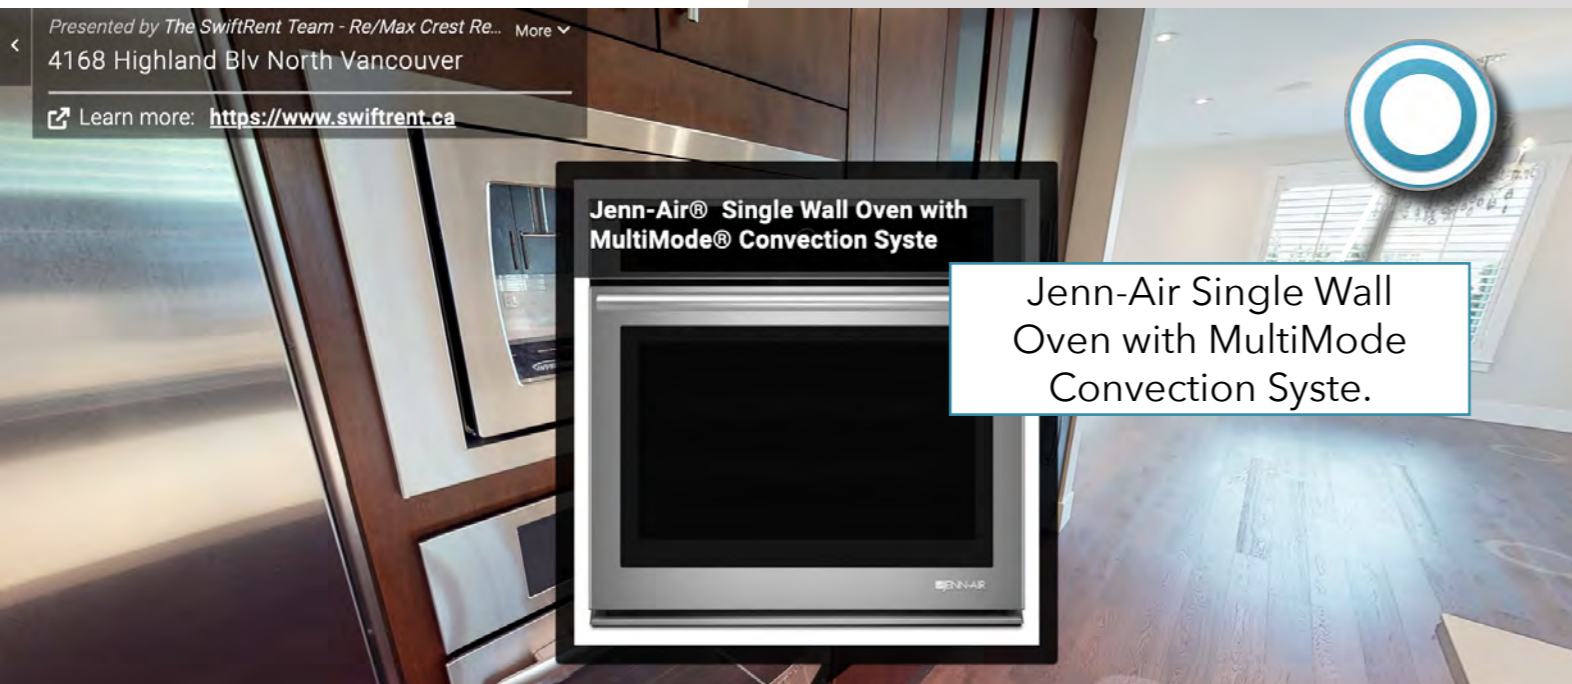 Presented by The SwiftRent Team - Re/Max Crest Re... More
4168 Highland Blv North Vancouver
Learn more: https://www.swiftrent.ca
Jenn-Air® Single Wall Oven with
MultiMode® Convection Syste
Jenn-Air Single Wall
Oven with MultiMode
Convection Syste.
JENN-AIR